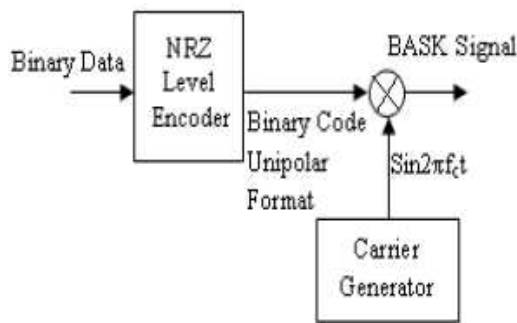 Binary Data
NRZ
Level
Encoder
Binary Code
Unipolar
Format
BASK Signal
Sin2πfct
Carrier
Generator